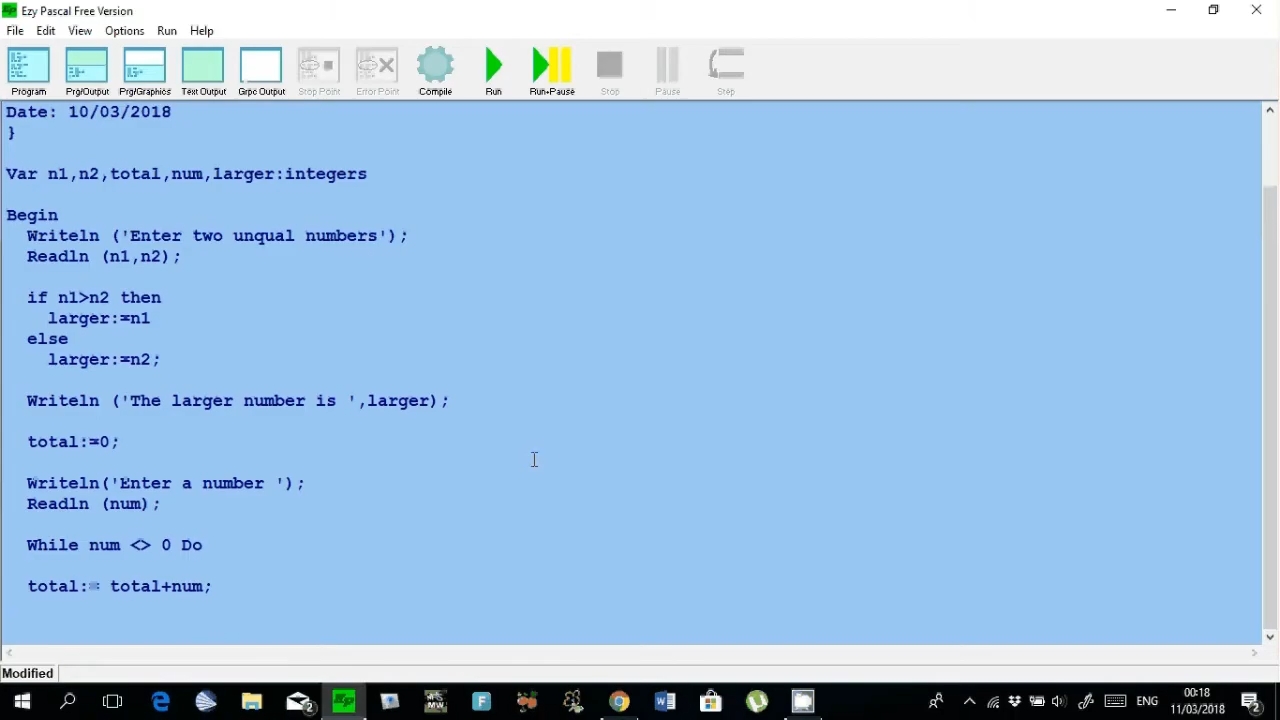 Ezy Pascal Free Version
File Edit View Options Run Help
Program Prg/Output Prg/Graphics Text Output Grpc Output Stop Point Error Point Compile Run Run+Pause Stop Pause Step
Date: 10/03/2018
}
Var n1,n2,total,num,larger:integers
Begin
Writeln ('Enter two unqual numbers');
Readln (n1,n2);
if n1>n2 then
larger:=n1
else
larger:=n2;
Writeln ('The larger number is ',larger);
total:=0;
Writeln('Enter a number ');
Readln (num);
While num <> 0 Do
total:= total+num;
Modified
ENG
00:18
11/03/2018